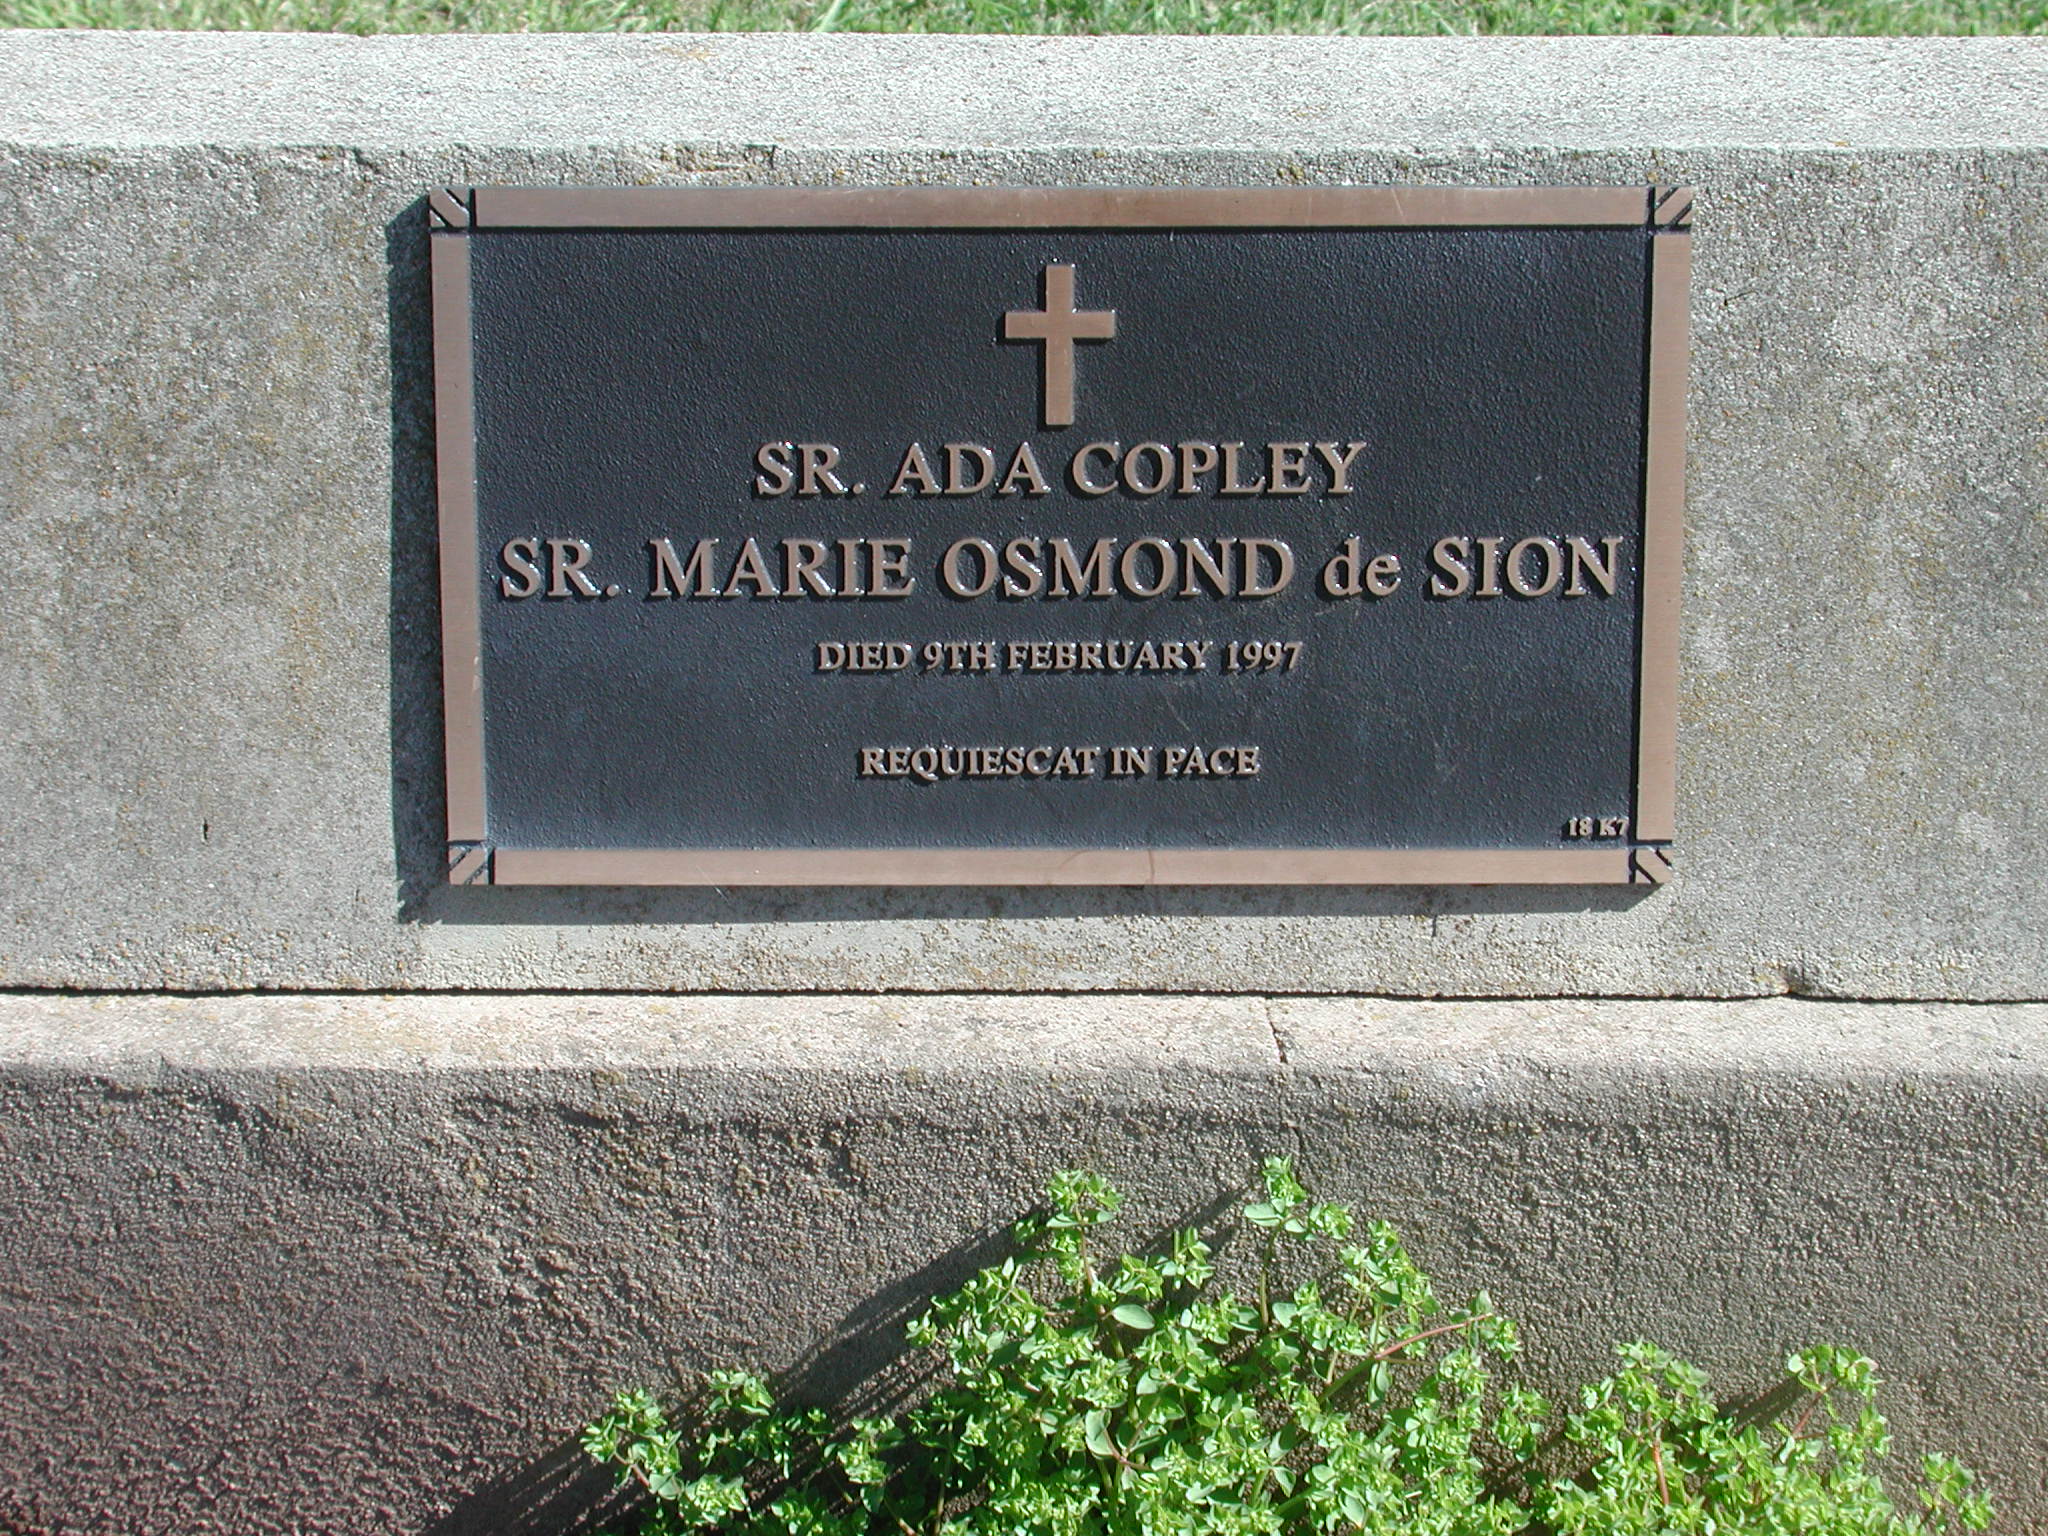 SR. ADA COPLEY
SR. MARIE OSMOND de SION
DIED 9TH FEBRUARY 1997
REQUIESCAT IN PACE
18 K7